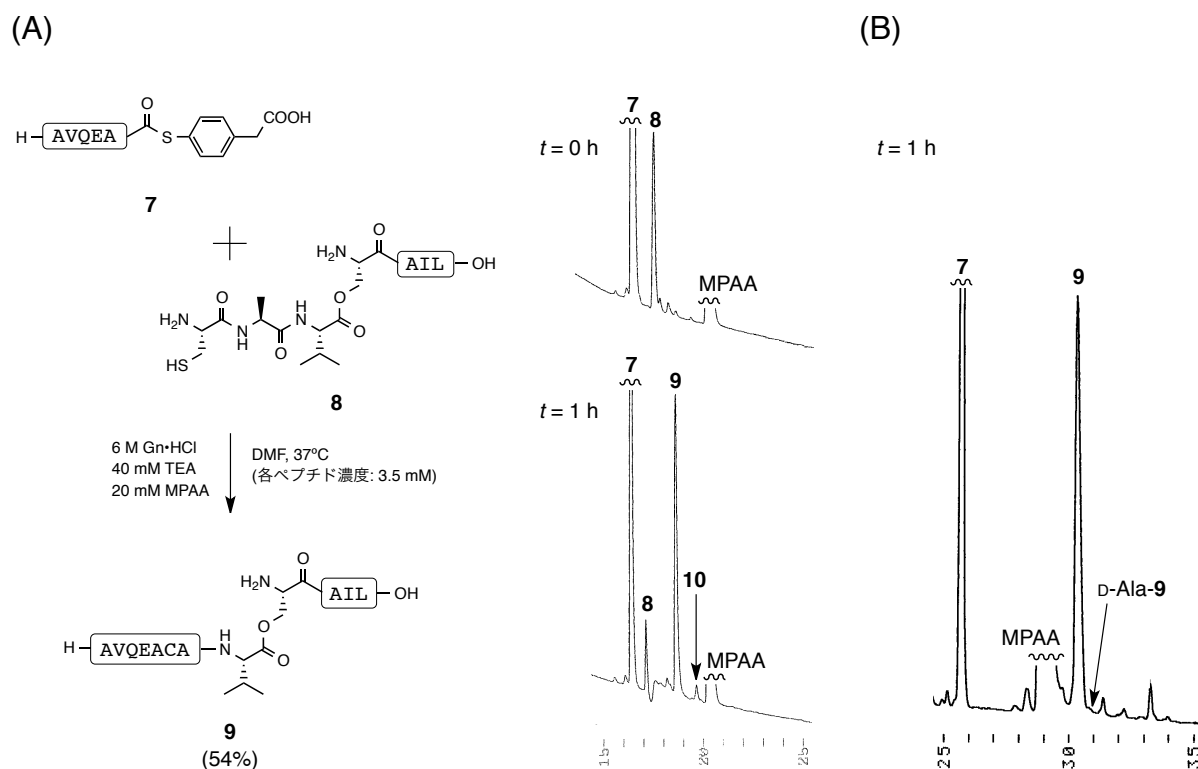 (A)
H
AVQEA
O
S
COOH
7
+
H₂N
O
AIL
OH
O
H₂N
O
N
H
O
H
N
O
HS
8
6 M Gn•HCl
40 mM TEA
20 mM MPAA
DMF, 37ºC
(各ペプチド濃度: 3.5 mM)
H₂N
O
AIL
OH
O
H
AVQEACA
H
N
O
9
(54%)
t = 0 h
7
8
MPAA
t = 1 h
7
9
8
10
MPAA
15
20
25
(B)
t = 1 h
7
9
D-Ala-9
MPAA
25
30
35